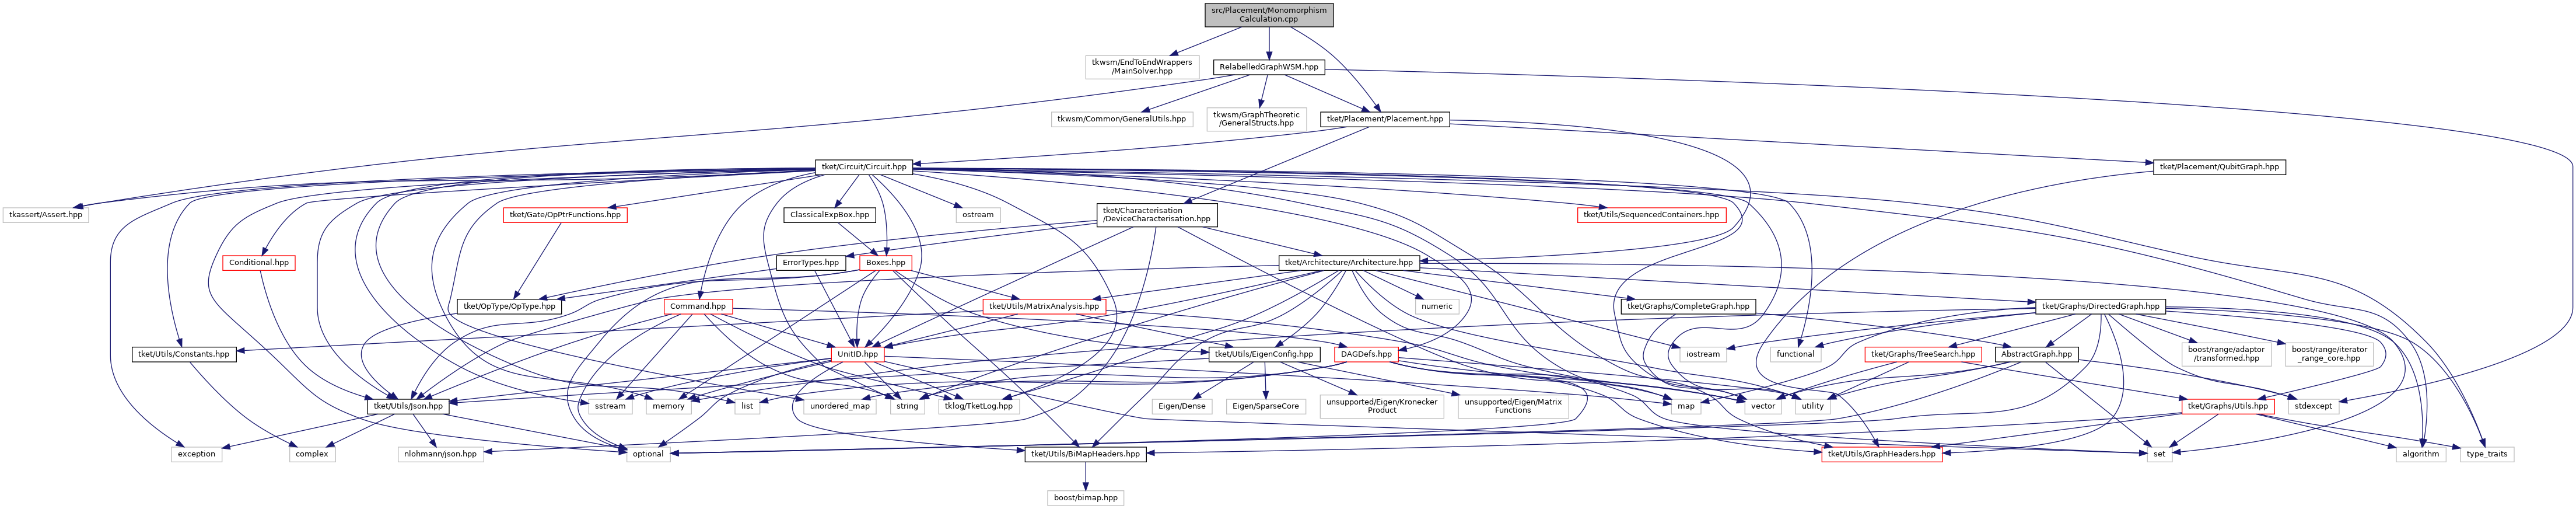 src/Placement/Monomorphism
Calculation.cpp
tkwsm/EndToEndWrappers
/MainSolver.hpp
RelabelledGraphWSM.hpp
tkwsm/Common/GeneralUtils.hpp
tkwsm/GraphTheoretic
/GeneralStructs.hpp
tket/Placement/Placement.hpp
tket/Circuit/Circuit.hpp
tket/Placement/QubitGraph.hpp
tkassert/Assert.hpp
tket/Gate/OpPtrFunctions.hpp
ClassicalExpBox.hpp
ostream
tket/Characterisation
/DeviceCharacterisation.hpp
tket/Utils/SequencedContainers.hpp
Conditional.hpp
ErrorTypes.hpp
Boxes.hpp
tket/Architecture/Architecture.hpp
tket/OpType/OpType.hpp
Command.hpp
tket/Utils/MatrixAnalysis.hpp
numeric
tket/Graphs/CompleteGraph.hpp
tket/Graphs/DirectedGraph.hpp
tket/Utils/Constants.hpp
UnitID.hpp
tket/Utils/EigenConfig.hpp
DAGDefs.hpp
iostream
functional
tket/Graphs/TreeSearch.hpp
AbstractGraph.hpp
boost/range/adaptor
/transformed.hpp
boost/range/iterator
_range_core.hpp
tket/Utils/Json.hpp
sstream
memory
list
unordered_map
string
tklog/TketLog.hpp
Eigen/Dense
Eigen/SparseCore
unsupported/Eigen/Kronecker
Product
unsupported/Eigen/Matrix
Functions
map
vector
utility
tket/Graphs/Utils.hpp
stdexcept
exception
complex
nlohmann/json.hpp
optional
tket/Utils/BiMapHeaders.hpp
tket/Utils/GraphHeaders.hpp
set
algorithm
type_traits
boost/bimap.hpp